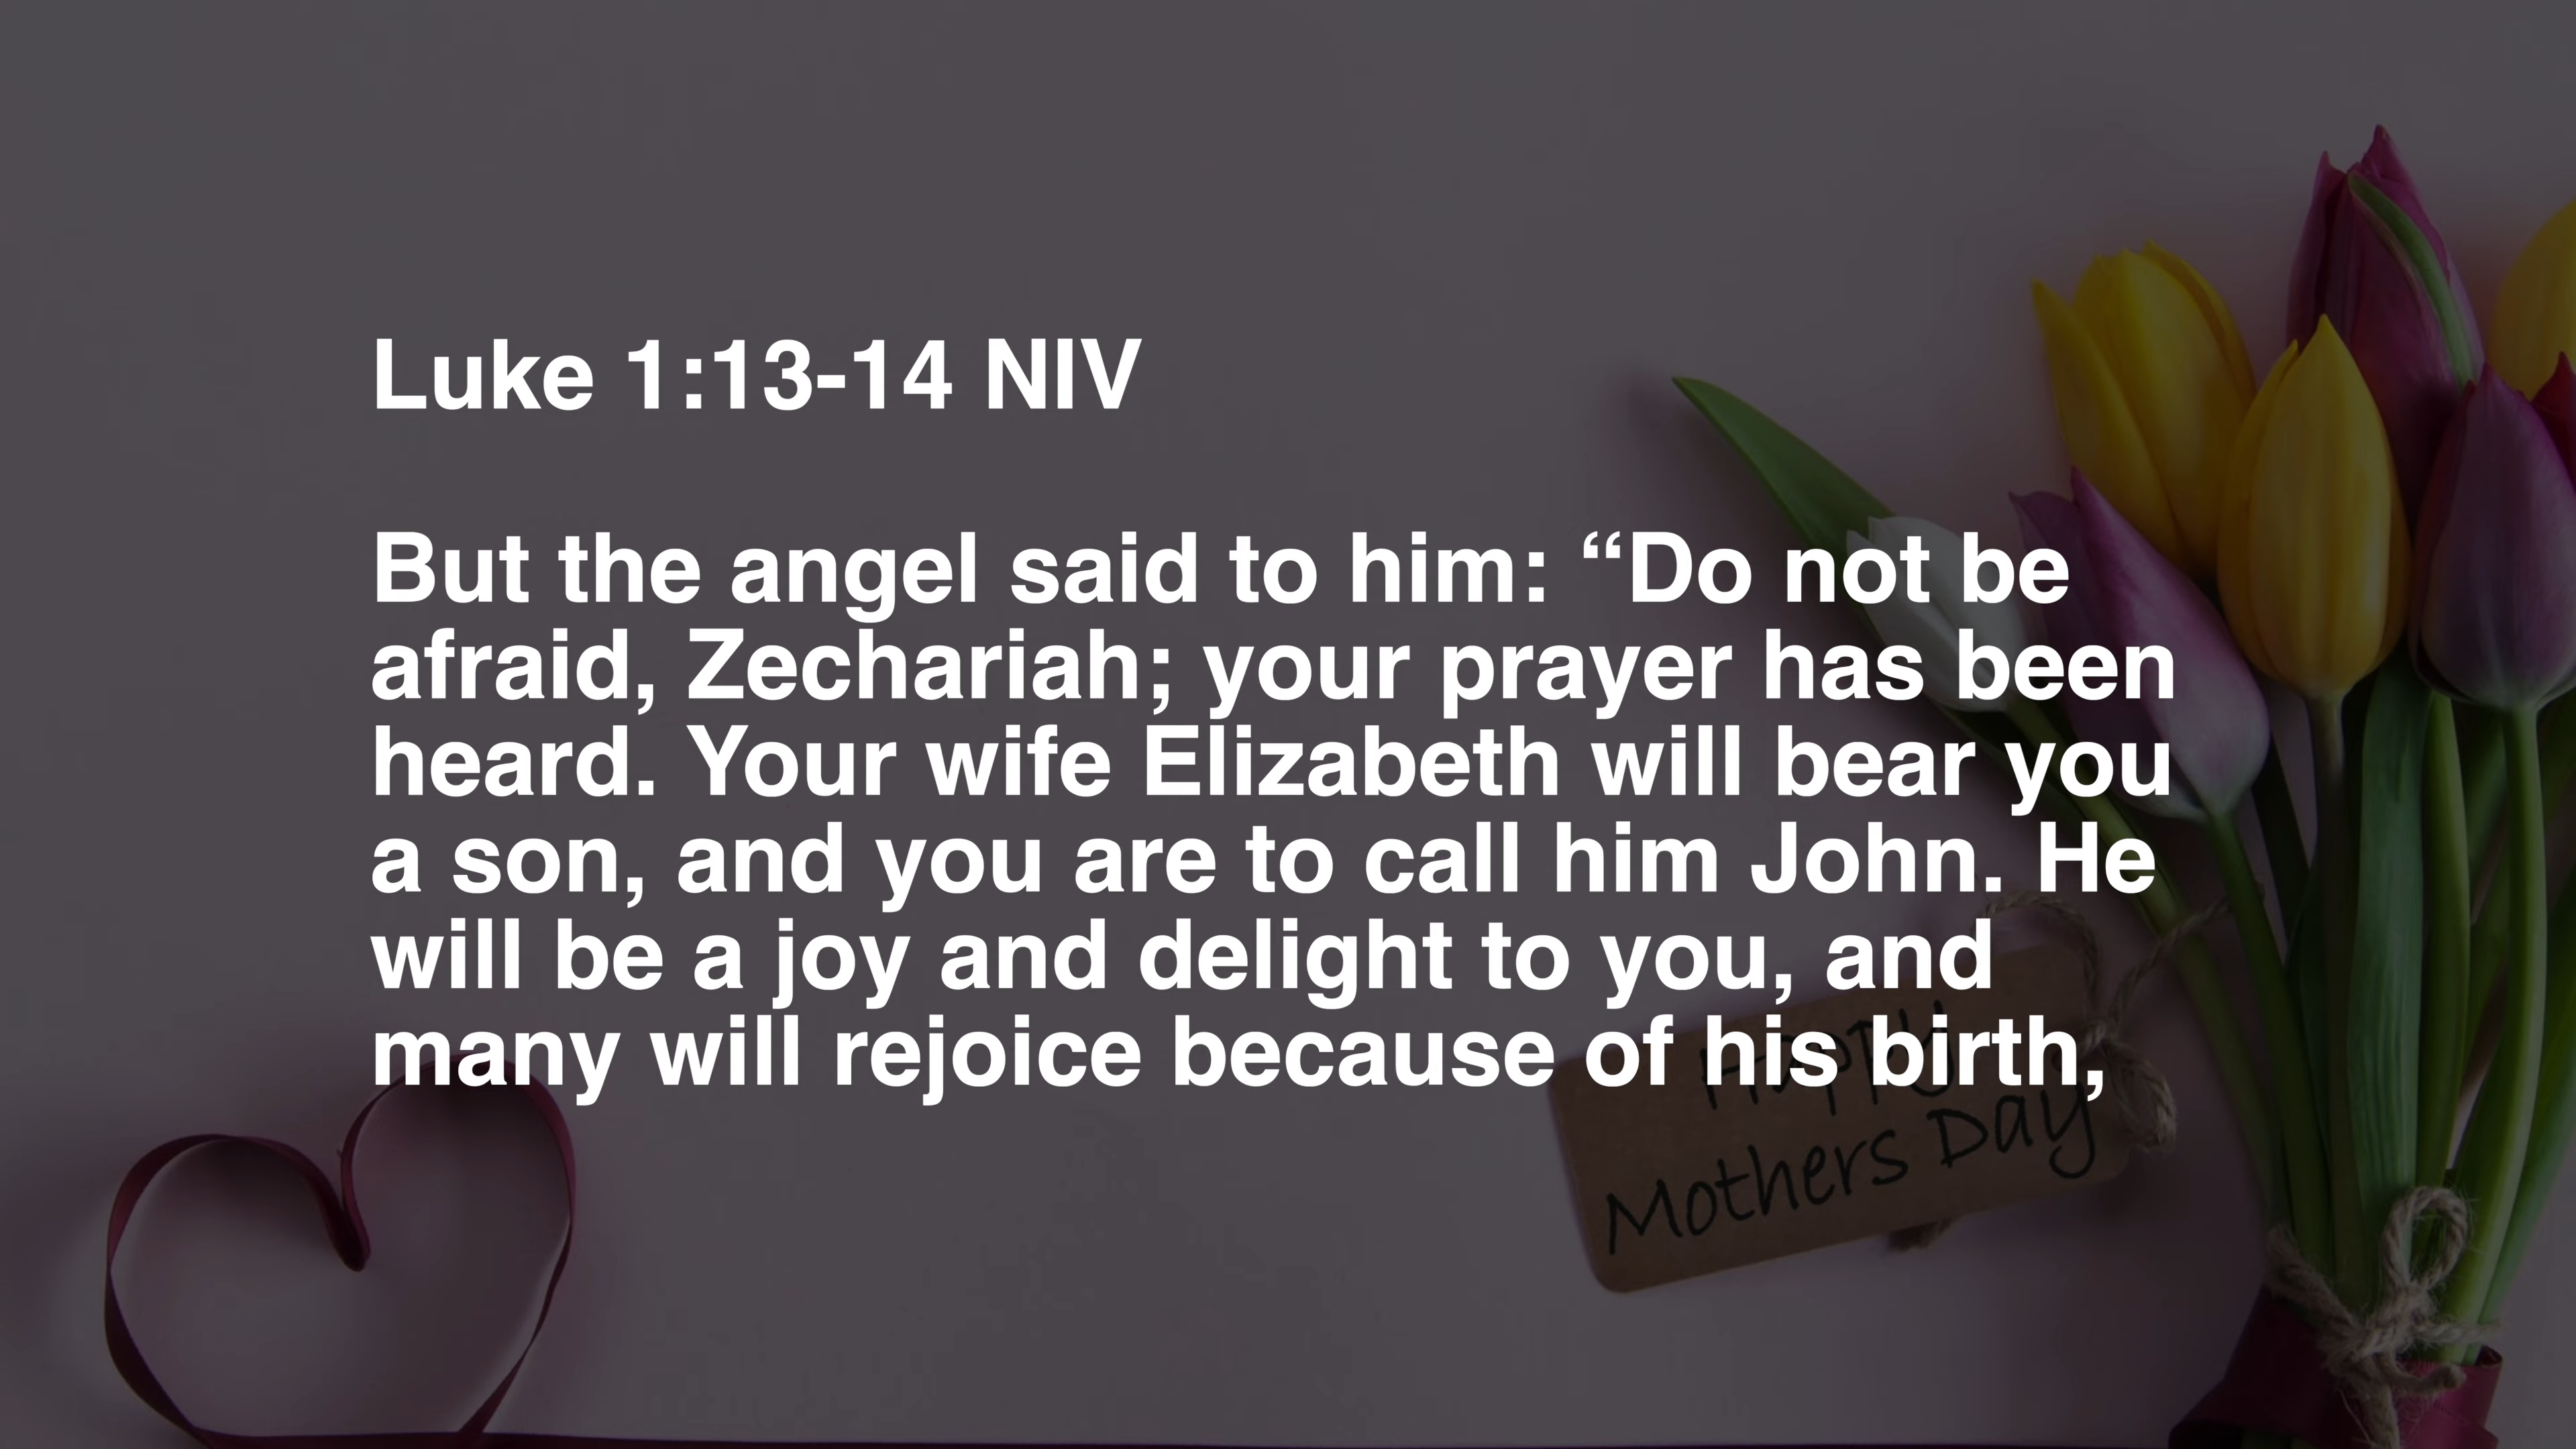 Luke 1:13-14 NIV
But the angel said to him: “Do not be
afraid, Zechariah; your prayer has been
heard. Your wife Elizabeth will bear you
a son, and you are to call him John. He
will be a joy and delight to you, and
many will rejoice because of his birth,
Happy
Mothers Day